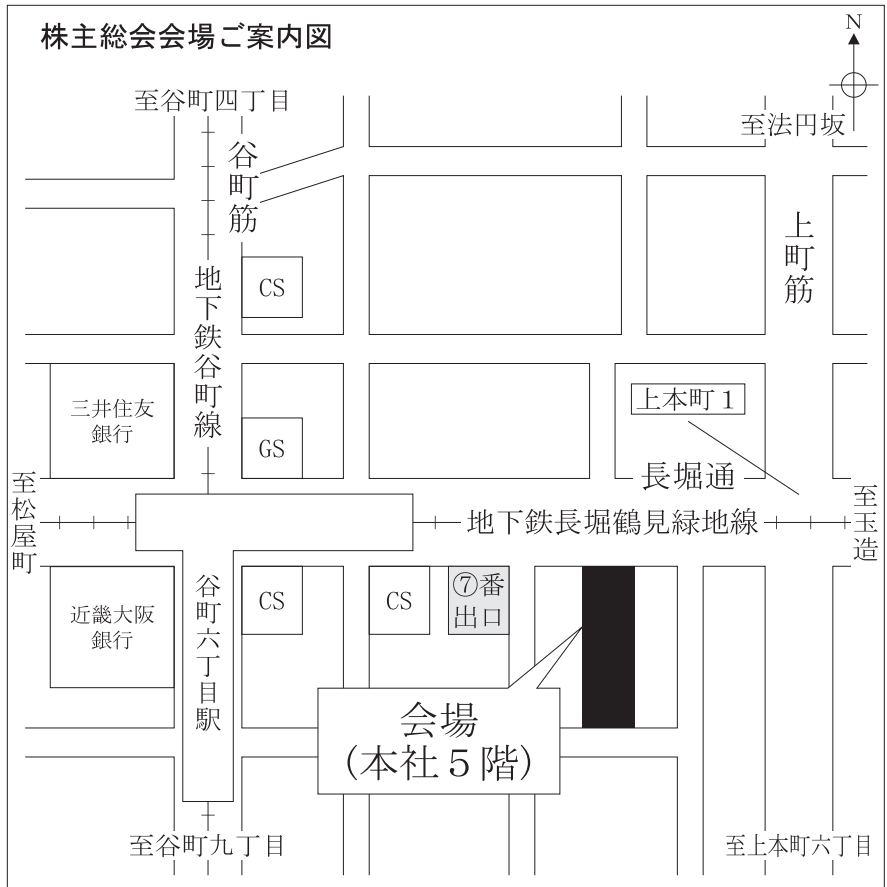 株主総会会場ご案内図
N
至谷町四丁目
至法円坂
谷町筋
上町筋
CS
地下鉄谷町線
三井住友
銀行
GS
上本町1
長堀通
至松屋町
地下鉄長堀鶴見緑地線
至玉造
近畿大阪
銀行
谷町六丁目駅
CS
CS
⑦番
出口
会場
(本社5階)
至谷町九丁目
至上本町六丁目